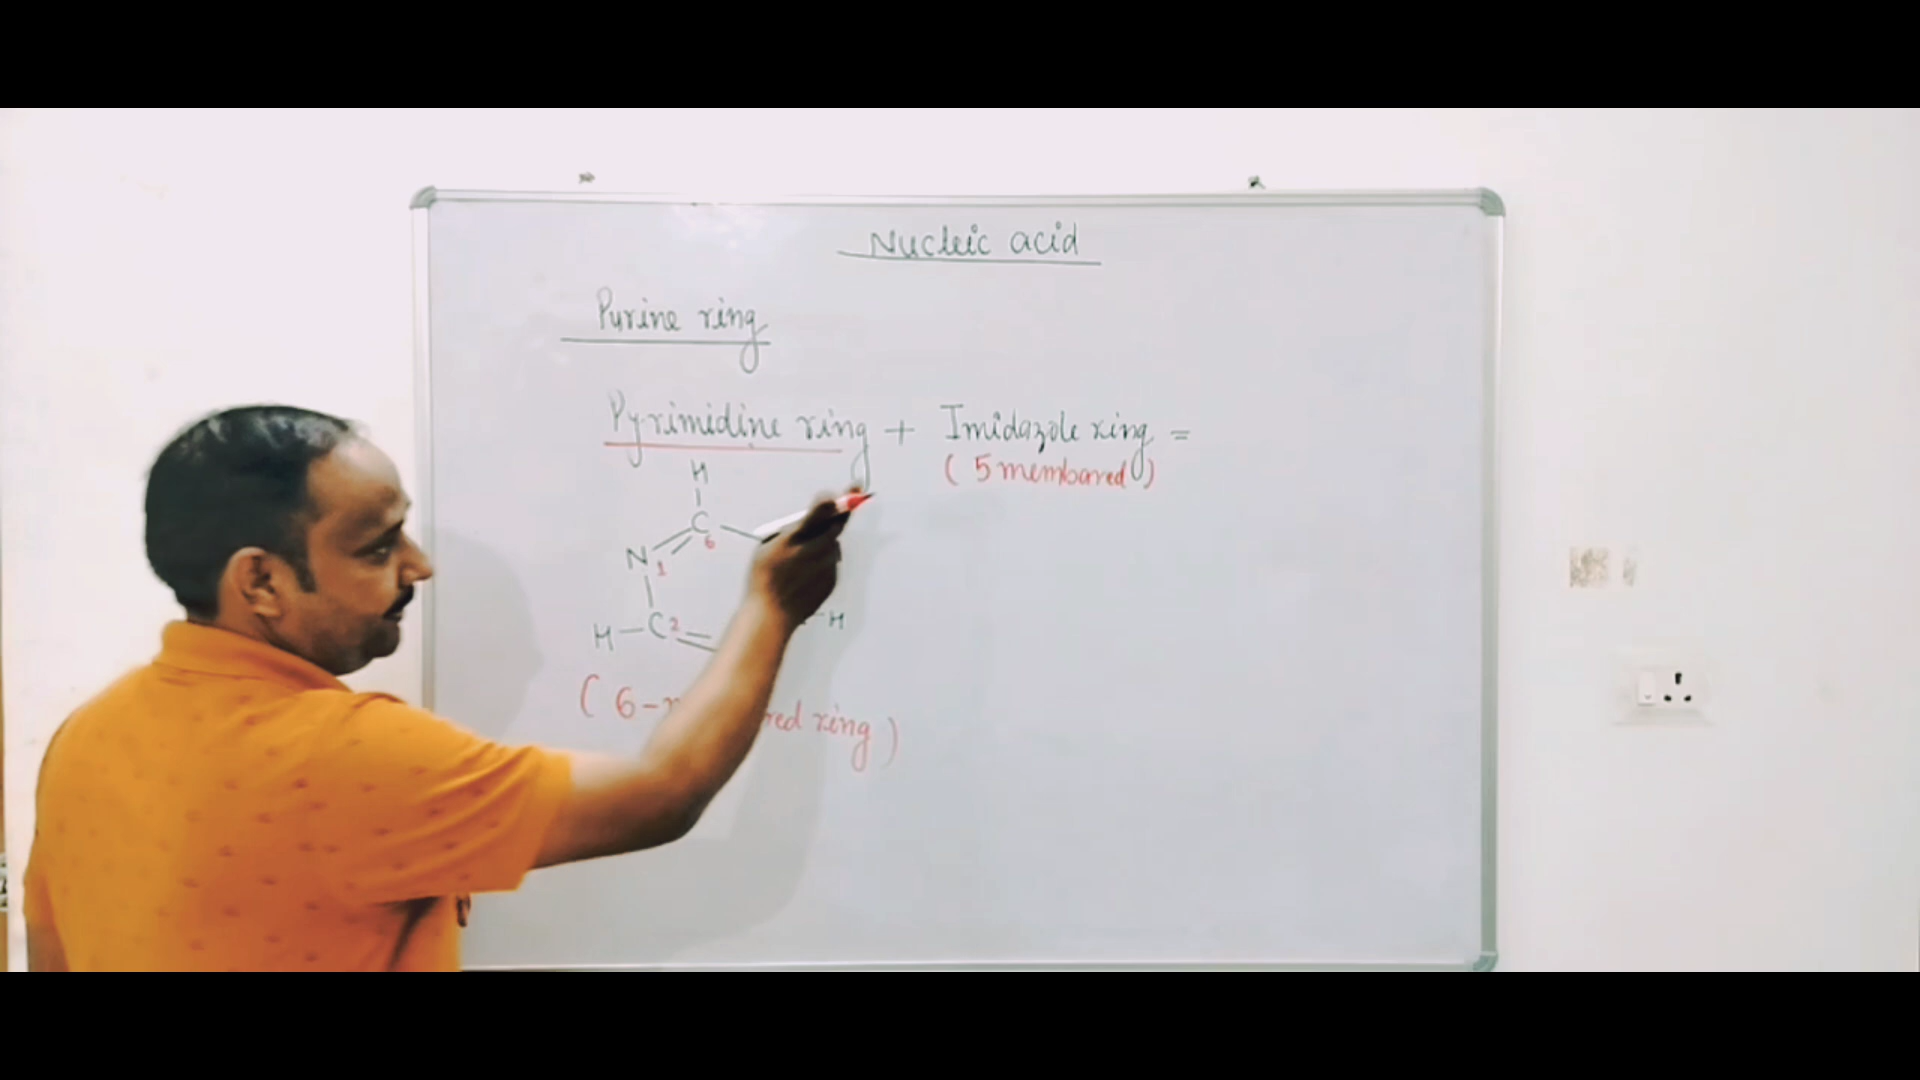 Nucleic acid
Purine ring
Pyrimidine ring + Imidazole ring =
( 5 membared )
H
C
6
N
1
H
C 2
H
( 6- red ring )